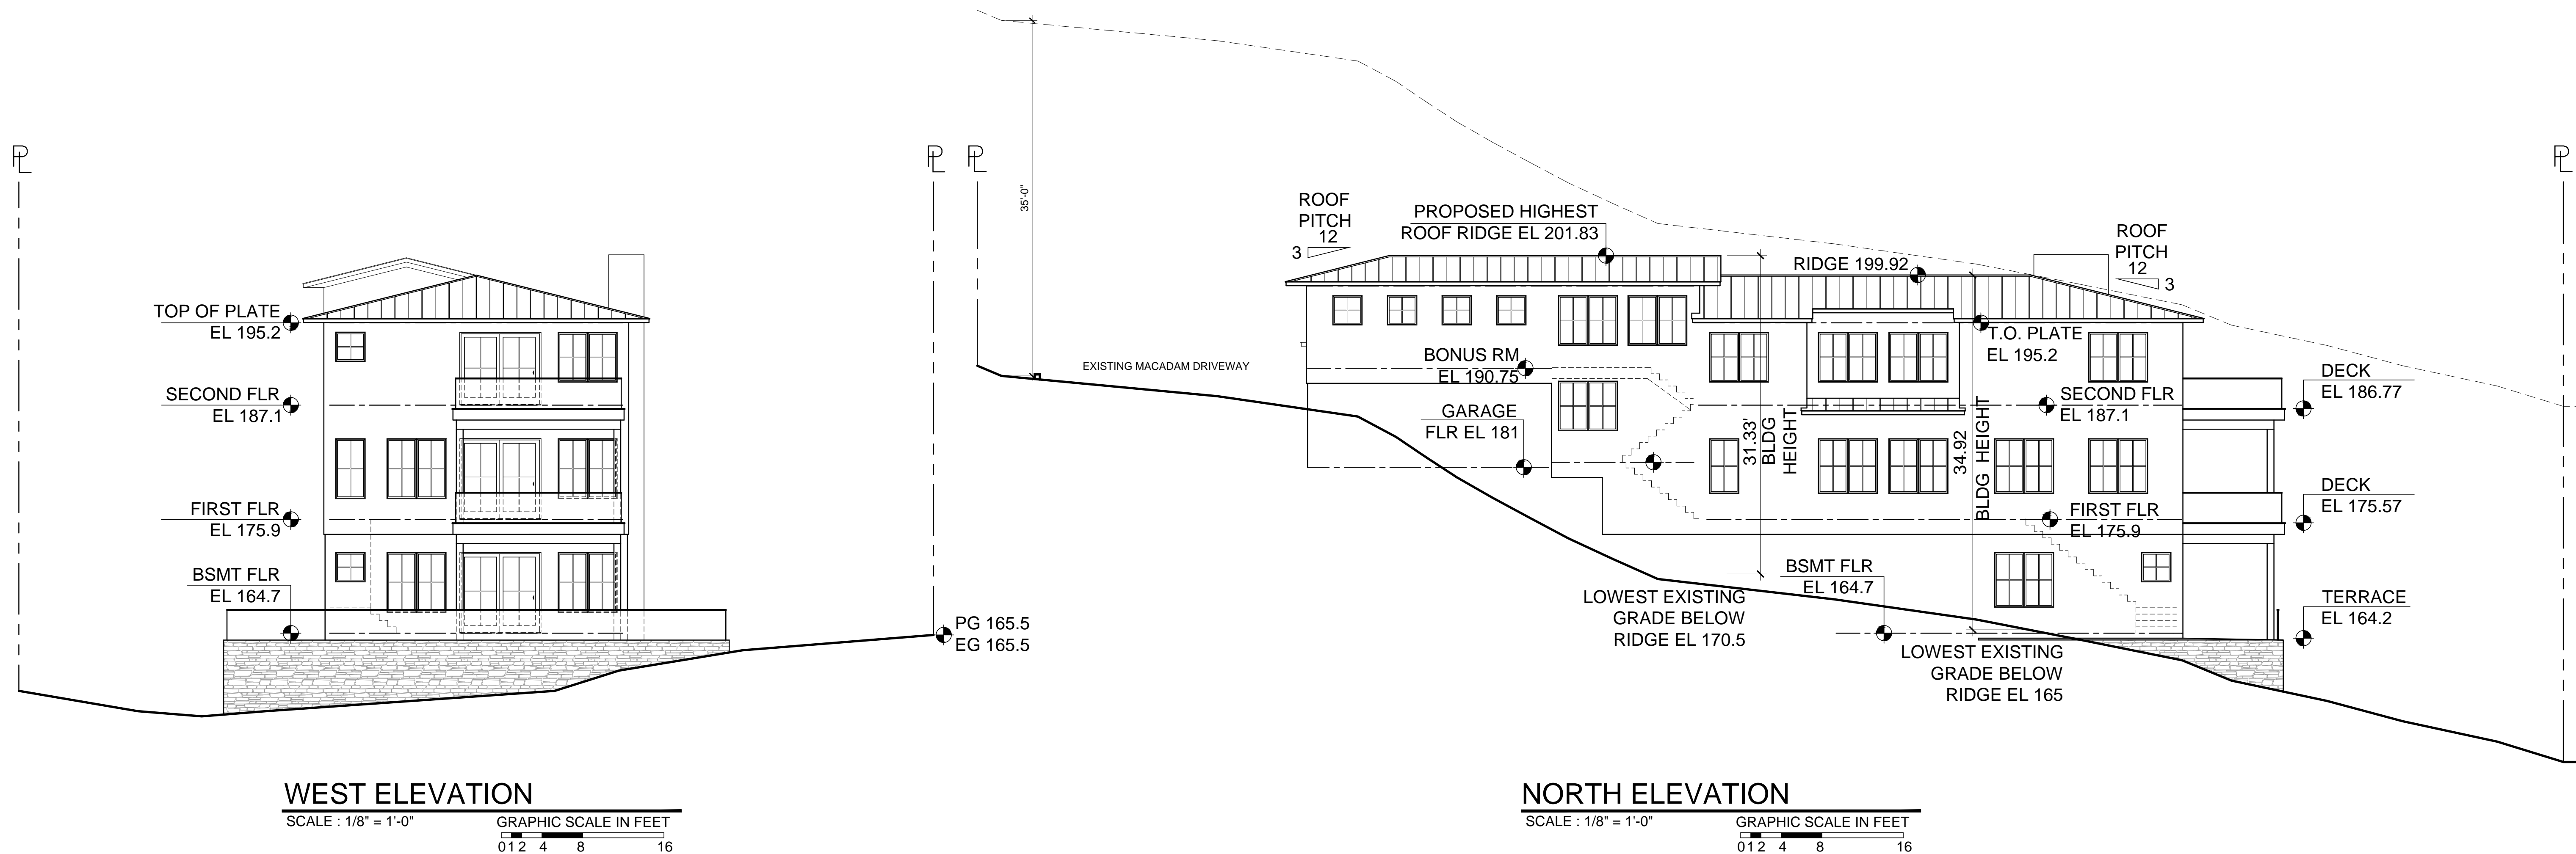 PL
TOP OF PLATE
EL 195.2
SECOND FLR
EL 187.1
FIRST FLR
EL 175.9
BSMT FLR
EL 164.7
PL
PG 165.5
EG 165.5
WEST ELEVATION
SCALE : 1/8" = 1'-0"
GRAPHIC SCALE IN FEET
0 1 2 4 8 16
PL
35'-0"
EXISTING MACADAM DRIVEWAY
ROOF
PITCH
12
3
PROPOSED HIGHEST
ROOF RIDGE EL 201.83
RIDGE 199.92
ROOF
PITCH
12
3
BONUS RM
EL 190.75
GARAGE
FLR EL 181
31.33'
BLDG
HEIGHT
34.92
BLDG HEIGHT
T.O. PLATE
EL 195.2
SECOND FLR
EL 187.1
FIRST FLR
EL 175.9
BSMT FLR
EL 164.7
LOWEST EXISTING
GRADE BELOW
RIDGE EL 170.5
LOWEST EXISTING
GRADE BELOW
RIDGE EL 165
DECK
EL 186.77
DECK
EL 175.57
TERRACE
EL 164.2
PL
NORTH ELEVATION
SCALE : 1/8" = 1'-0"
GRAPHIC SCALE IN FEET
0 1 2 4 8 16